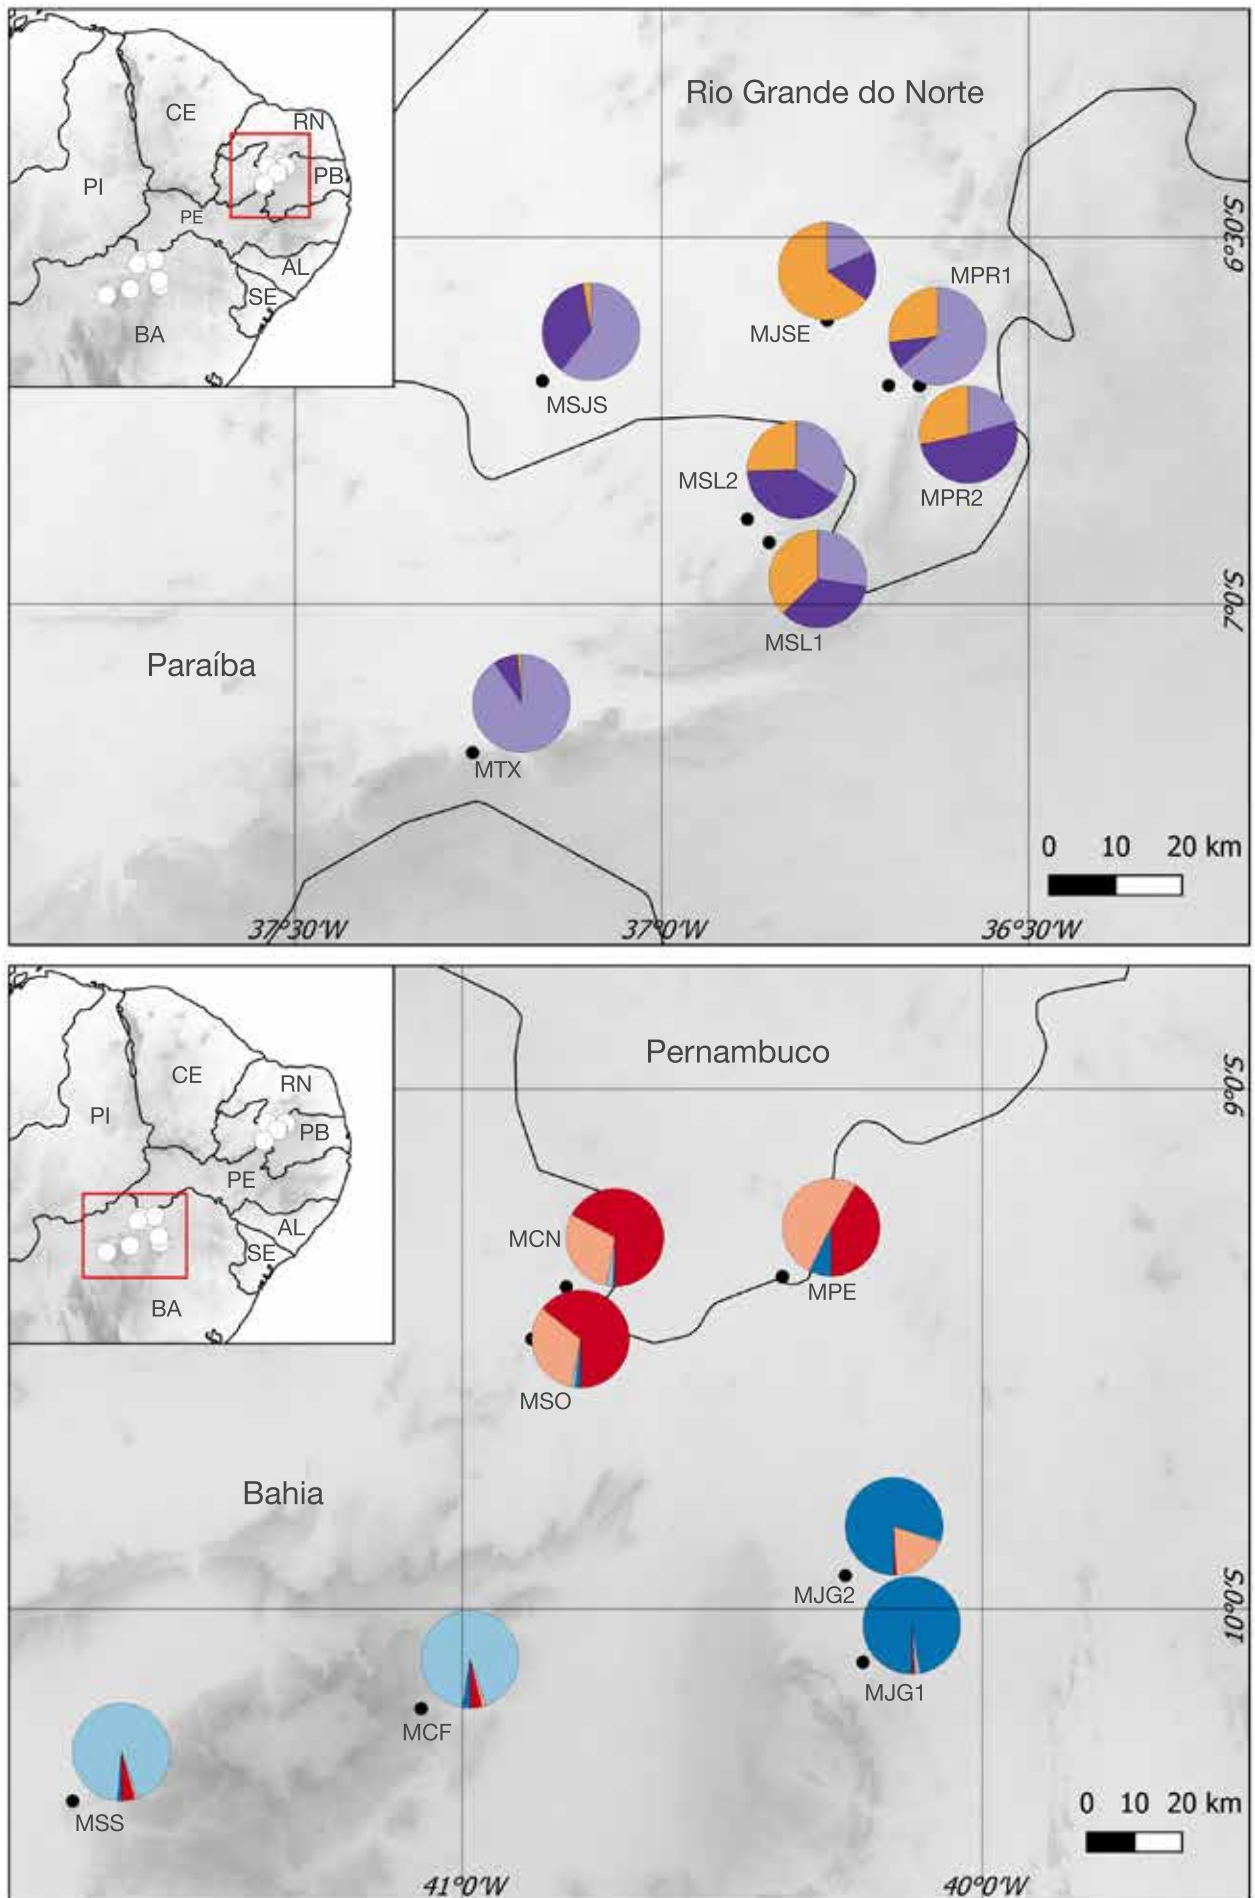 CE
RN
PI
PB
PE
AL
SE
BA
Rio Grande do Norte
6°30'S
MPR1
MJSE
MSJS
MSL2
MPR2
7°0'S
MSL1
Paraíba
MTX
0 10 20 km
37°30'W 37°0'W 36°30'W
CE
RN
PI
PB
PE
AL
SE
BA
Pernambuco
9°0'S
MCN
MPE
MSO
Bahia
MJG2
10°0'S
MJG1
MCF
MSS
0 10 20 km
41°0'W 40°0'W